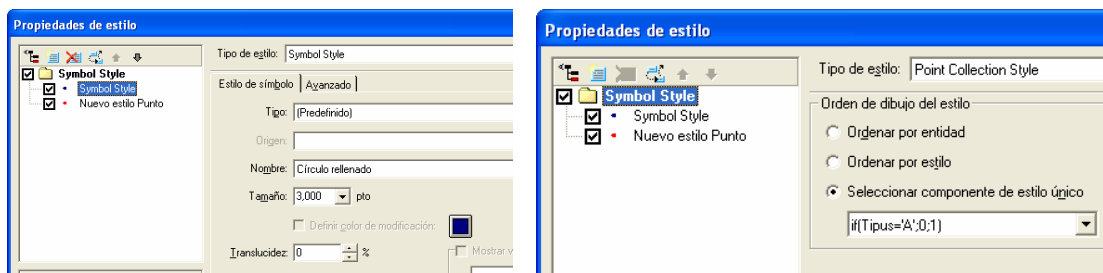 Propiedades de estilo
Symbol Style
Symbol Style
Nuevo estilo Punto
Tipo de estilo: Symbol Style
Estilo de símbolo Avanzado
Tipo: (Predefinido)
Origen:
Nombre: Círculo rellenado
Tamaño: 3,000 pto
Definir color de modificación:
Translucidez: 0 %
Mostrar v
Propiedades de estilo
Symbol Style
Symbol Style
Nuevo estilo Punto
Tipo de estilo: Point Collection Style
Orden de dibujo del estilo
Ordenar por entidad
Ordenar por estilo
Seleccionar componente de estilo único
if(Tipus='A';0;1)